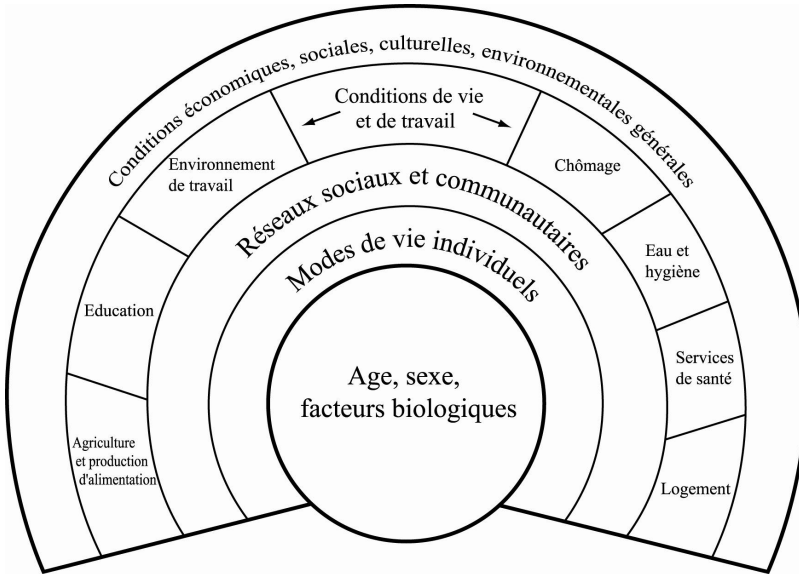 Conditions économiques, sociales, culturelles, environnementales générales
Conditions de vie
et de travail
Environnement
de travail
Chômage
Réseaux sociaux et communautaires
Eau et
hygiène
Modes de vie individuels
Education
Services
de santé
Age, sexe,
facteurs biologiques
Agriculture
et production
d'alimentation
Logement